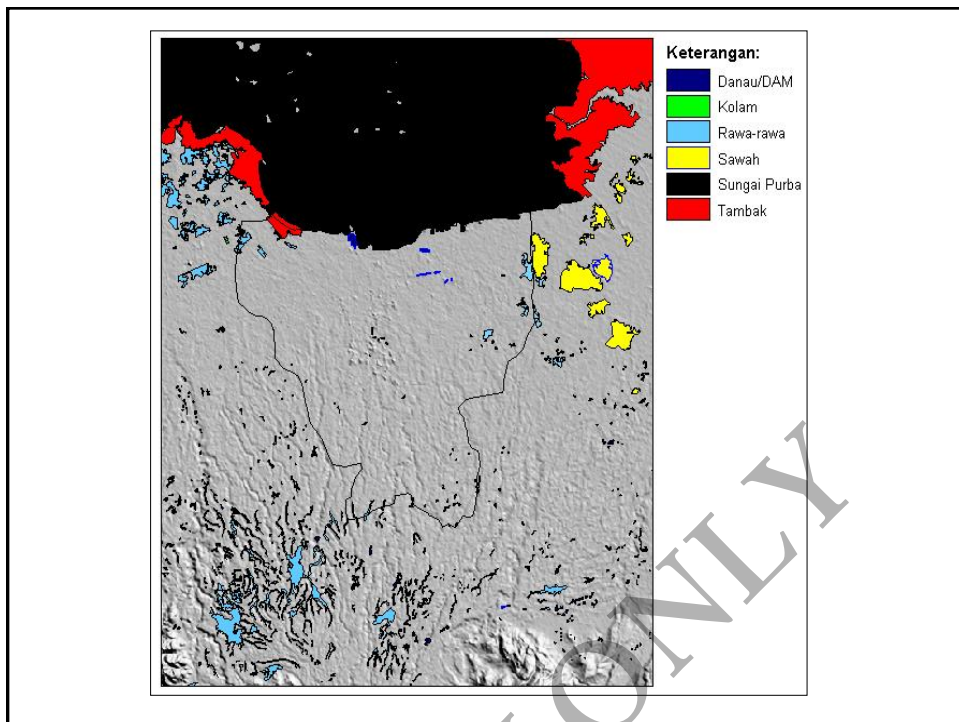 Keterangan:
Danau/DAM
Kolam
Rawa-rawa
Sawah
Sungai Purba
Tambak
ONLY